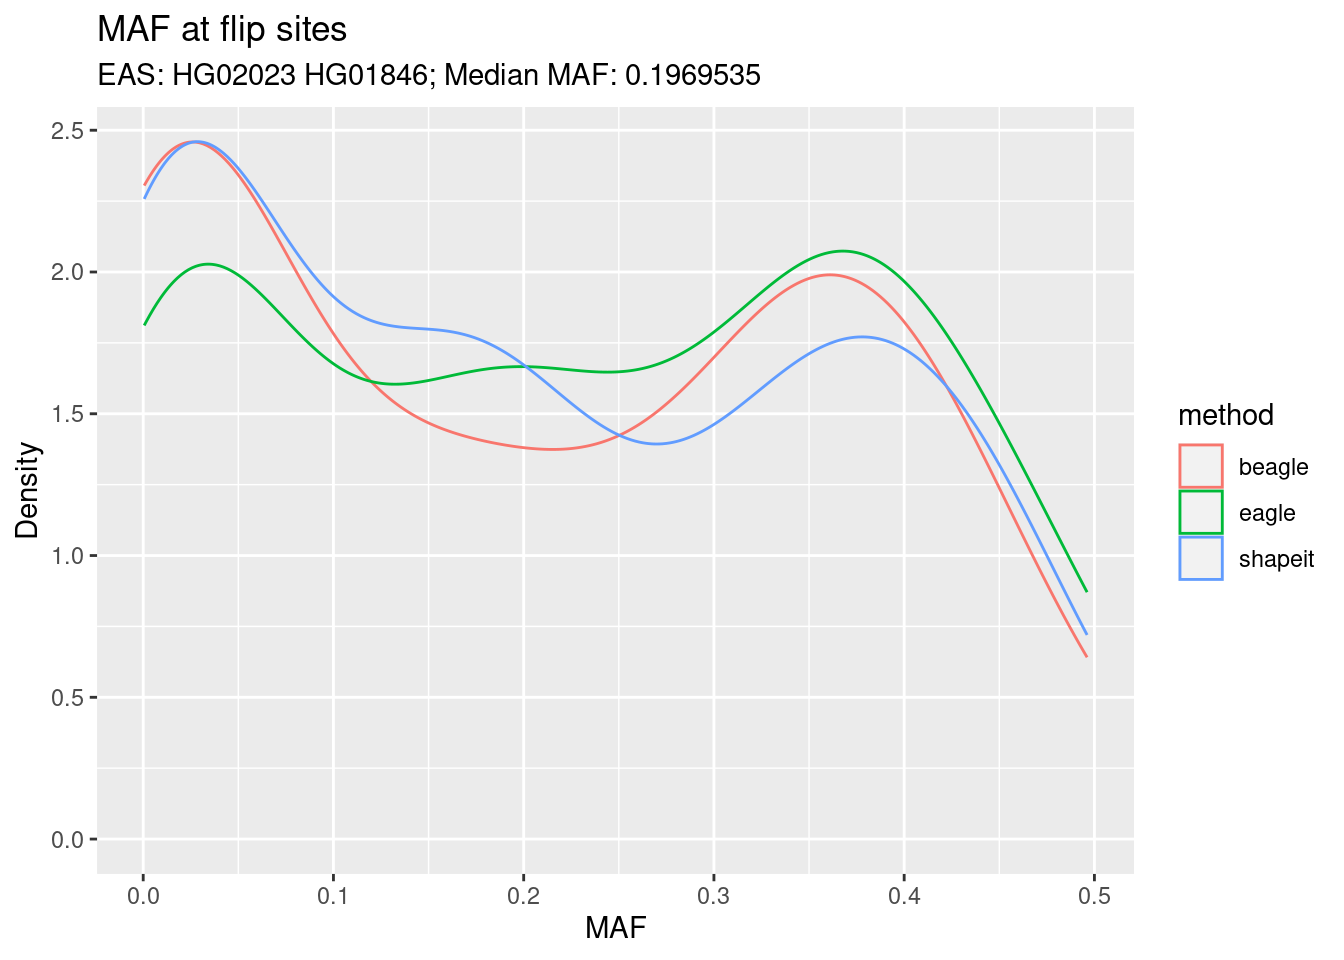 MAF at flip sites
EAS: HG02023 HG01846; Median MAF: 0.1969535
2.5
2.0
1.5
1.0
0.5
0.0
Density
0.0 0.1 0.2 0.3 0.4 0.5
MAF
method
beagle
eagle
shapeit